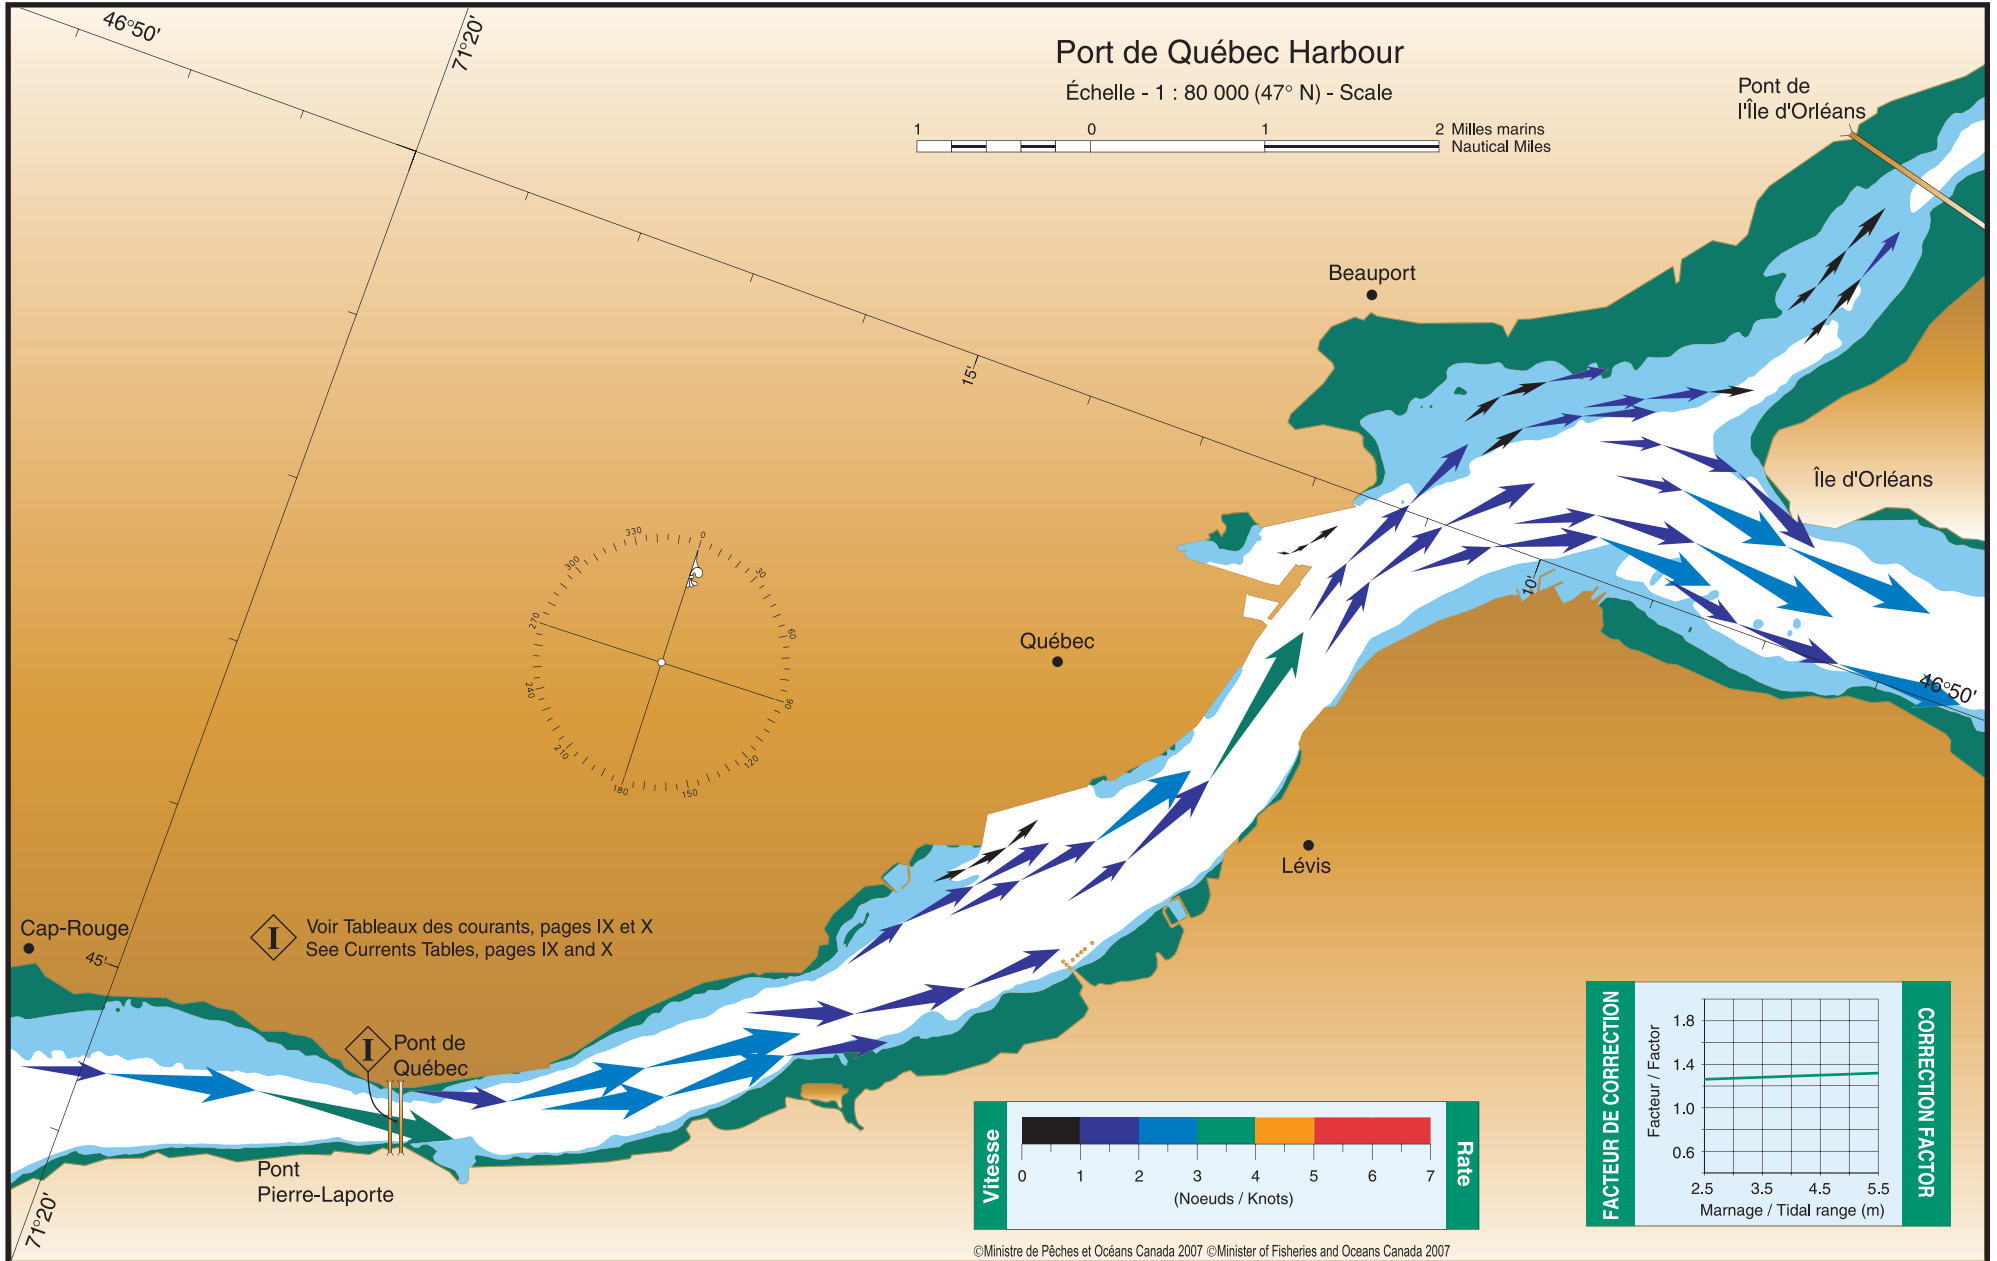 46°50'
71°20'
Port de Québec Harbour
Échelle - 1 : 80 000 (47° N) - Scale
1 0 1 2 Milles marins
Nautical Miles
Pont de
l'Île d'Orléans
Beauport
15'
Île d'Orléans
330 0 30 60 90 120 150 180 210 240 270 300
10'
Québec
46°50'
Lévis
Cap-Rouge
I Voir Tableaux des courants, pages IX et X
See Currents Tables, pages IX and X
45'
I Pont de
Québec
Pont
Pierre-Laporte
71°20'
Vitesse
0 1 2 3 4 5 6 7
(Noeuds / Knots)
Rate
FACTEUR DE CORRECTION
Facteur / Factor
1.8
1.4
1.0
0.6
2.5 3.5 4.5 5.5
Marnage / Tidal range (m)
CORRECTION FACTOR
©Ministre de Pêches et Océans Canada 2007 ©Minister of Fisheries and Oceans Canada 2007